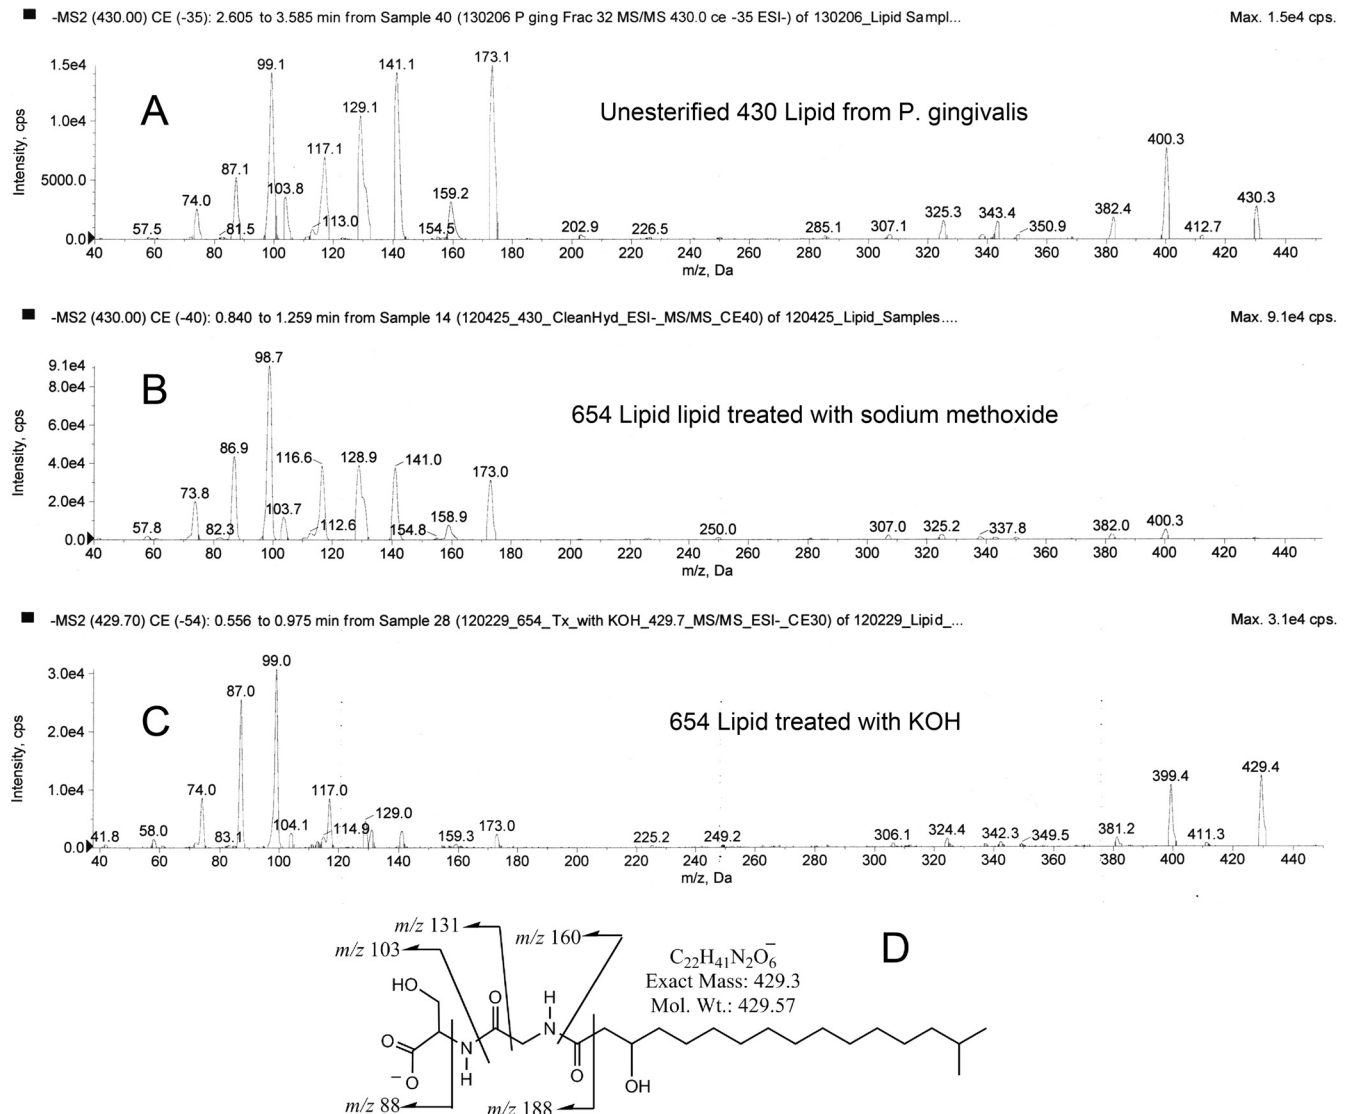 -MS2 (430.00) CE (-35): 2.605 to 3.585 min from Sample 40 (130206 P ging Frac 32 MS/MS 430.0 ce -35 ESI-) of 130206_Lipid Sampl... Max. 1.5e4 cps.
A
Unesterified 430 Lipid from P. gingivalis
Intensity, cps
1.5e4
1.0e4
5000.0
0.0
57.5 74.0 81.5 87.1 99.1 103.8 113.0 117.1 129.1 141.1 154.5 159.2 173.1 202.9 226.5 285.1 307.1 325.3 343.4 350.9 382.4 400.3 412.7 430.3
40 60 80 100 120 140 160 180 200 220 240 260 280 300 320 340 360 380 400 420 440
m/z, Da
-MS2 (430.00) CE (-40): 0.840 to 1.259 min from Sample 14 (120425_430_CleanHyd_ESI-_MS/MS_CE40) of 120425_Lipid_Samples.... Max. 9.1e4 cps.
B
654 Lipid lipid treated with sodium methoxide
Intensity, cps
9.1e4
8.0e4
6.0e4
4.0e4
2.0e4
0.0
57.8 73.8 82.3 86.9 98.7 103.7 112.6 116.6 128.9 141.0 154.8 158.9 173.0 250.0 307.0 325.2 337.8 382.0 400.3
40 60 80 100 120 140 160 180 200 220 240 260 280 300 320 340 360 380 400 420 440
m/z, Da
-MS2 (429.70) CE (-54): 0.556 to 0.975 min from Sample 28 (120229_654_Tx_with KOH_429.7_MS/MS_ESI-_CE30) of 120229_Lipid_... Max. 3.1e4 cps.
C
654 Lipid treated with KOH
Intensity, cps
3.0e4
2.0e4
1.0e4
0.0
41.8 58.0 74.0 83.1 87.0 99.0 104.1 114.9 117.0 129.0 159.3 173.0 225.2 249.2 306.1 324.4 342.3 349.5 381.2 399.4 411.3 429.4
40 60 80 100 120 140 160 180 200 220 240 260 280 300 320 340 360 380 400 420 440
m/z, Da
D
m/z 131
m/z 103
m/z 160
C22H41N2O6−
Exact Mass: 429.3
Mol. Wt.: 429.57
HO O H
N
O N
−O H O OH
m/z 88
m/z 188